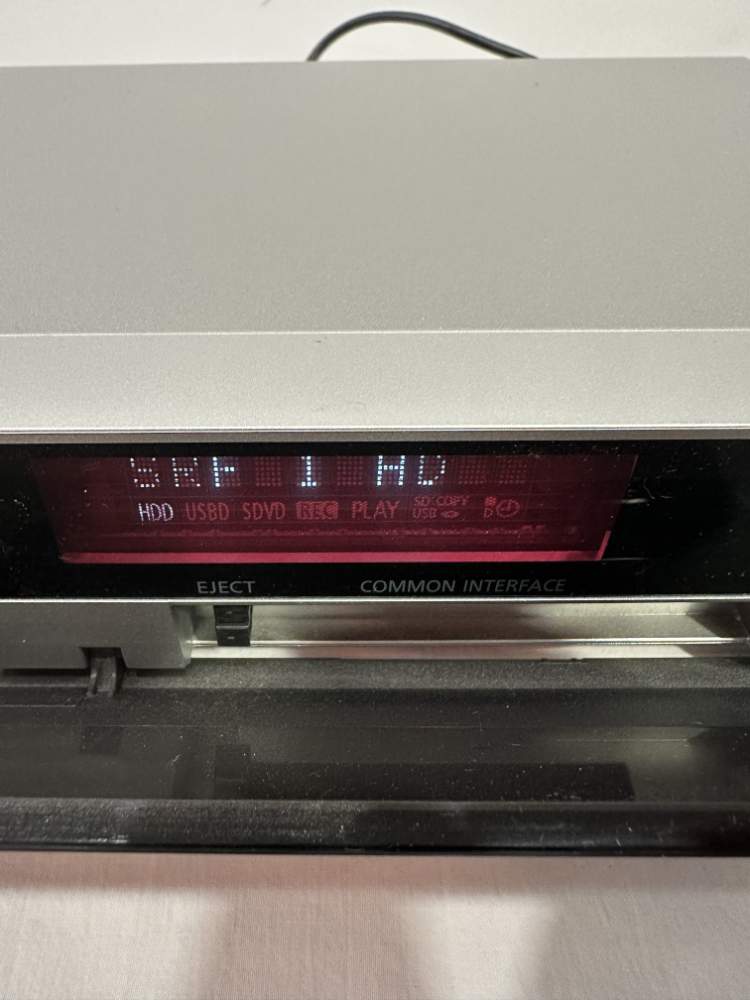 SRF 1 HD
HDD USBD SDVD REC PLAY SD COPY
USB D
EJECT COMMON INTERFACE